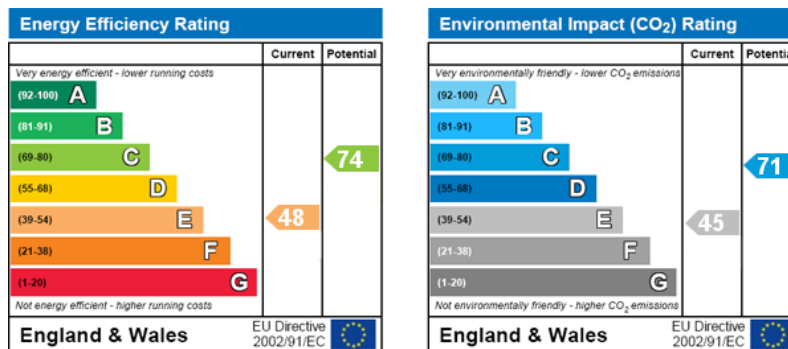 Energy Efficiency Rating
Current Potential
Very energy efficient - lower running costs
(92-100) A
(81-91) B
(69-80) C
74
(55-68) D
(39-54) E
48
(21-38) F
(1-20) G
Not energy efficient - higher running costs
England & Wales
EU Directive
2002/91/EC
Environmental Impact (CO₂) Rating
Current Potentia
Very environmentally friendly - lower CO₂ emissions
(92-100) A
(81-91) B
(69-80) C
71
(55-68) D
(39-54) E
45
(21-38) F
(1-20) G
Not environmentally friendly - higher CO₂ emissions
England & Wales
EU Directive
2002/91/EC